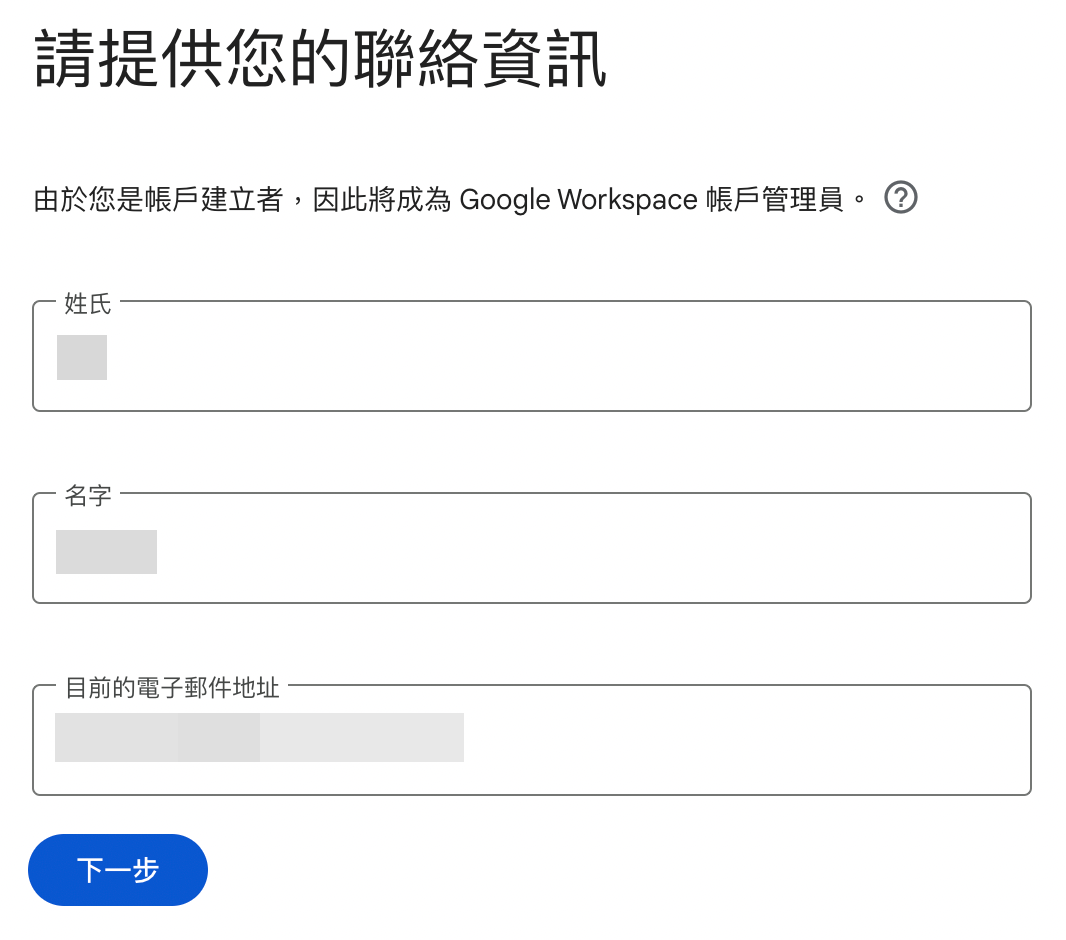 請提供您的聯絡資訊
由於您是帳戶建立者，因此將成為 Google Workspace 帳戶管理員。
姓氏
名字
目前的電子郵件地址
下一步